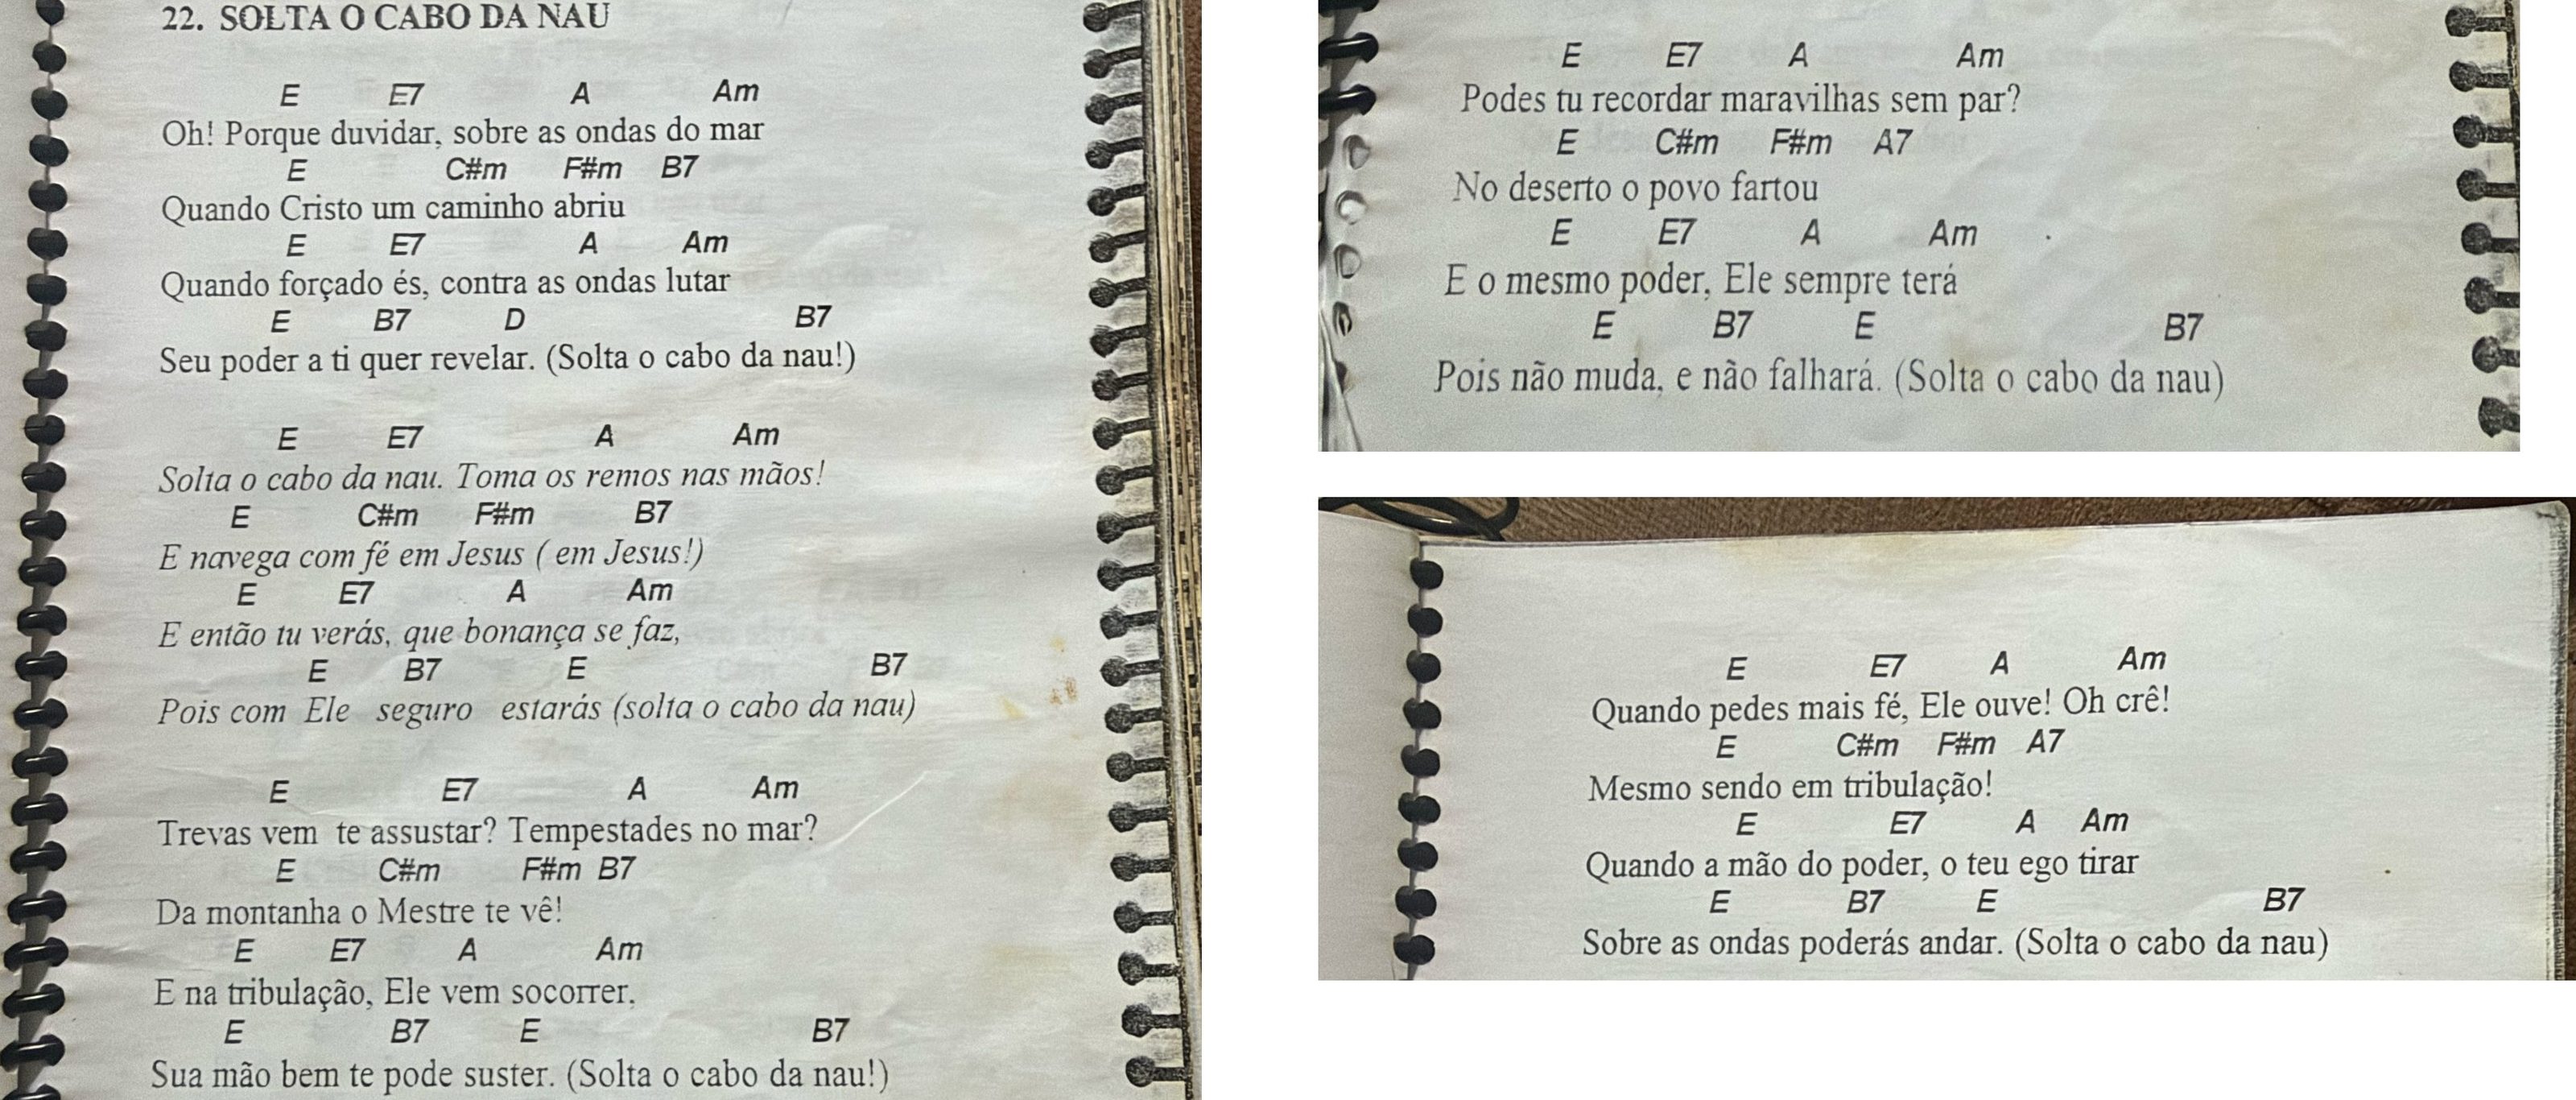 22. SOLTA O CABO DA NAU
E E7 A Am
Oh! Porque duvidar, sobre as ondas do mar
E C#m F#m B7
Quando Cristo um caminho abriu
E E7 A Am
Quando forçado és, contra as ondas lutar
E B7 D B7
Seu poder a ti quer revelar. (Solta o cabo da nau!)
E E7 A Am
Solta o cabo da nau. Toma os remos nas mãos!
E C#m F#m B7
E navega com fé em Jesus ( em Jesus!)
E E7 A Am
E então tu verás, que bonança se faz,
E B7 E B7
Pois com Ele seguro estarás (solta o cabo da nau)
E E7 A Am
Trevas vem te assustar? Tempestades no mar?
E C#m F#m B7
Da montanha o Mestre te vê!
E E7 A Am
E na tribulação, Ele vem socorrer.
E B7 E B7
Sua mão bem te pode suster. (Solta o cabo da nau!)
E E7 A Am
Podes tu recordar maravilhas sem par?
E C#m F#m A7
No deserto o povo fartou
E E7 A Am
E o mesmo poder, Ele sempre terá
E B7 E B7
Pois não muda, e não falhará. (Solta o cabo da nau)
E E7 A Am
Quando pedes mais fé, Ele ouve! Oh crê!
E C#m F#m A7
Mesmo sendo em tribulação!
E E7 A Am
Quando a mão do poder, o teu ego tirar
E B7 E B7
Sobre as ondas poderás andar. (Solta o cabo da nau)